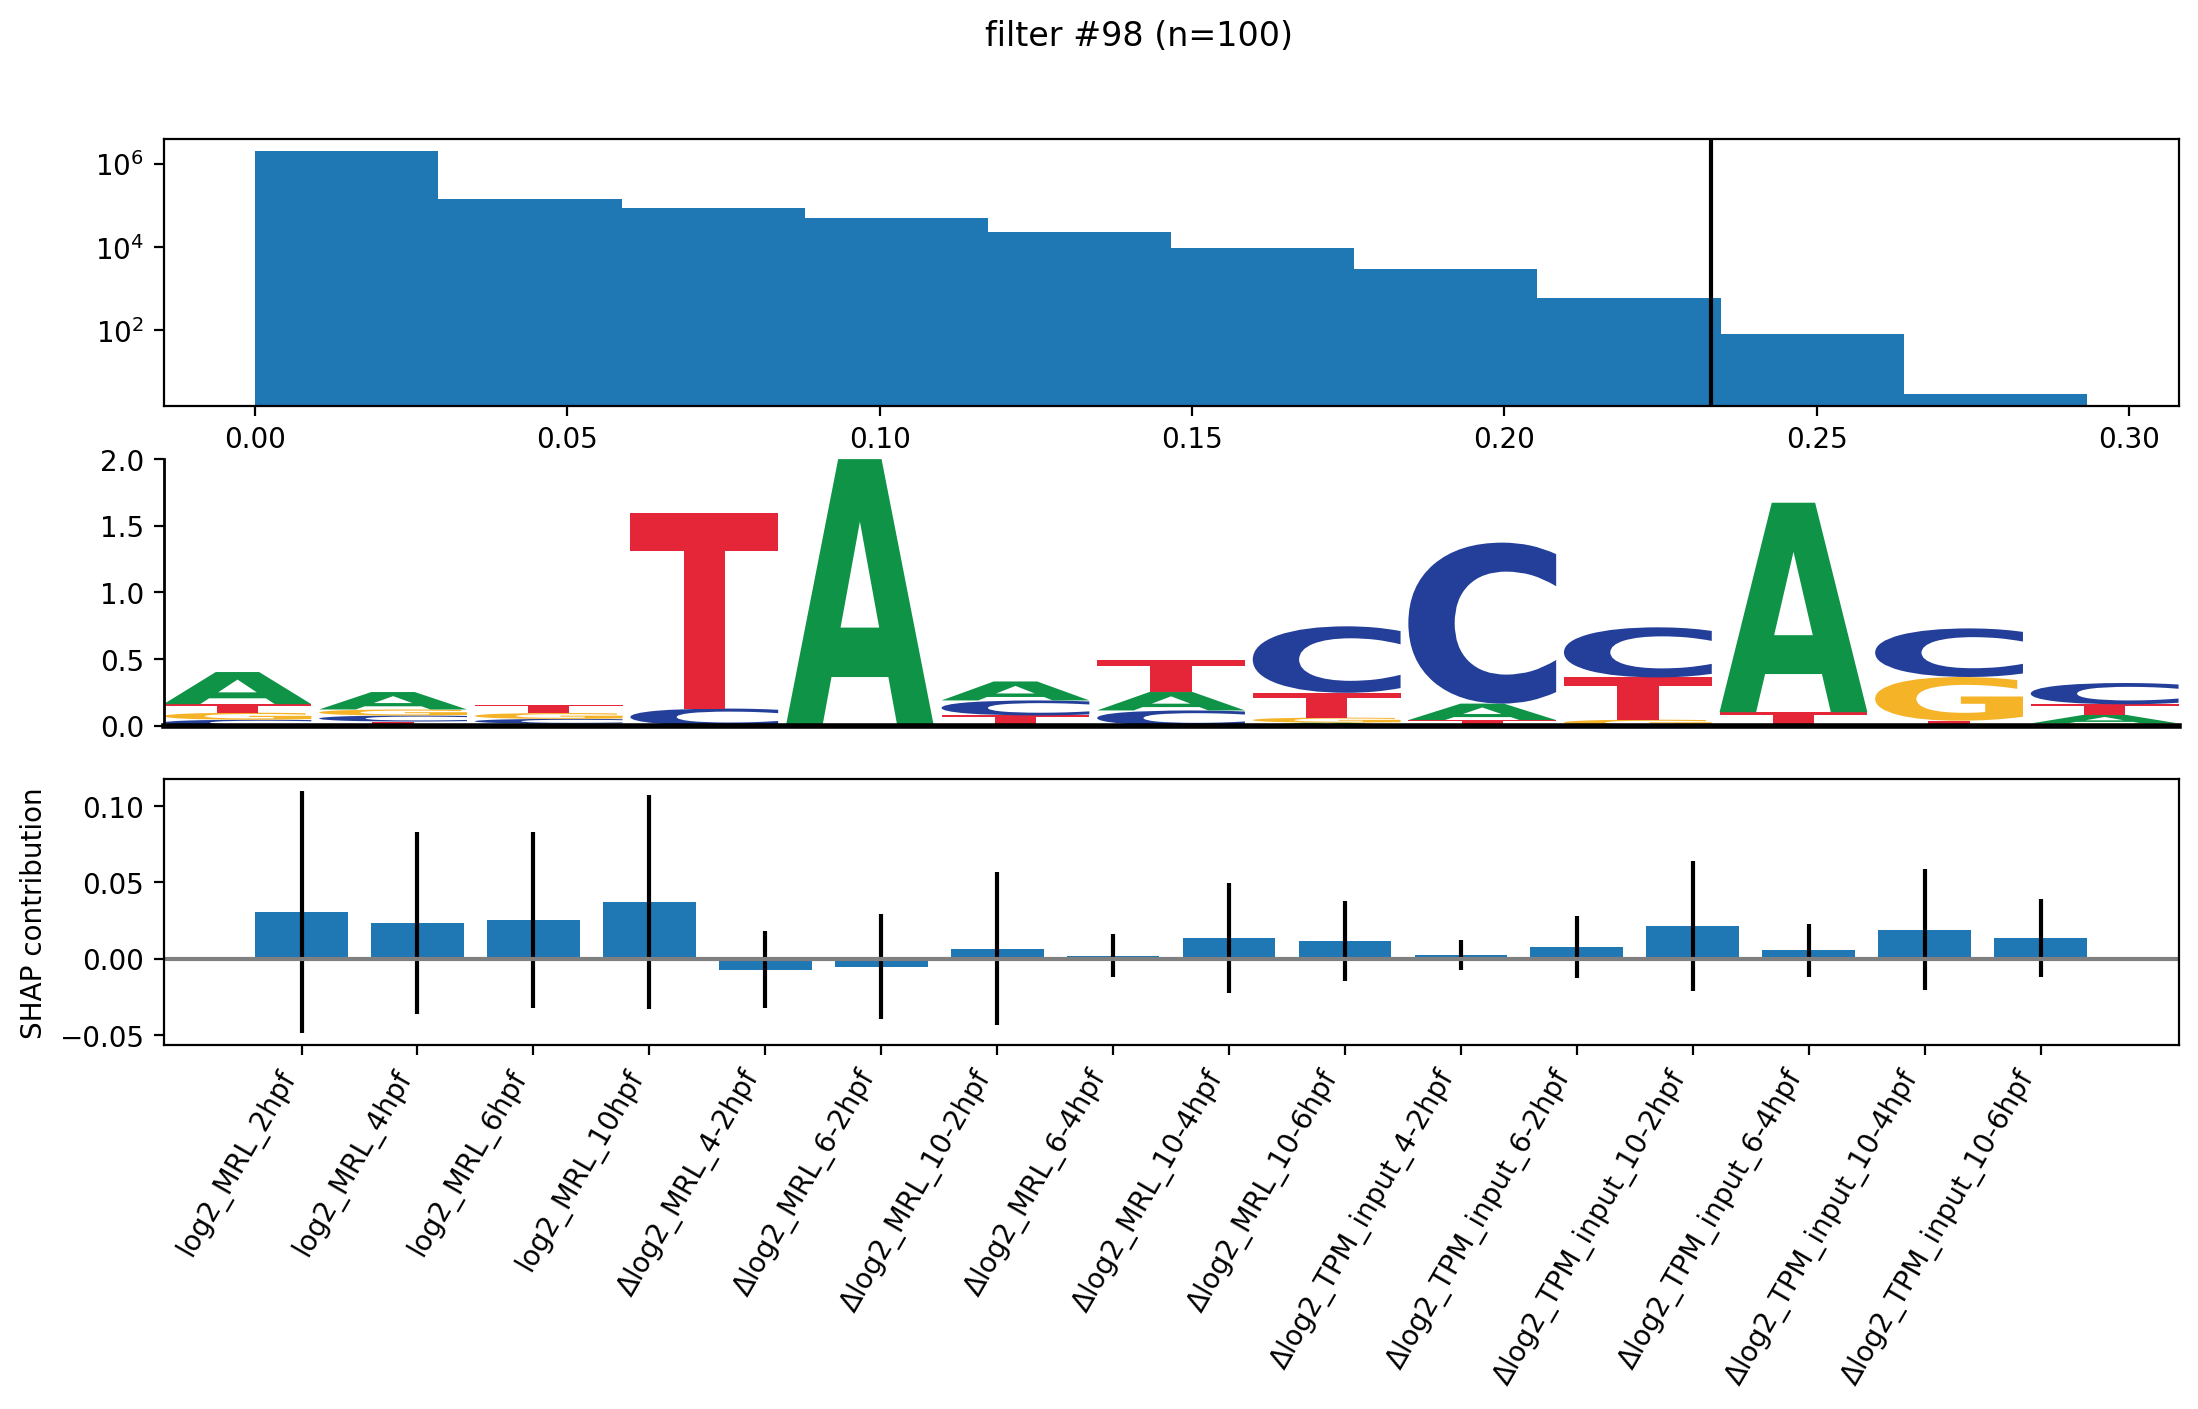 filter #98 (n=100)
10^6
10^4
10^2
0.00 0.05 0.10 0.15 0.20 0.25 0.30
2.0
1.5
1.0
0.5
0.0
SHAP contribution
0.10
0.05
0.00
−0.05
log2_MRL_2hpf
log2_MRL_4hpf
log2_MRL_6hpf
log2_MRL_10hpf
Δlog2_MRL_4-2hpf
Δlog2_MRL_6-2hpf
Δlog2_MRL_10-2hpf
Δlog2_MRL_6-4hpf
Δlog2_MRL_10-4hpf
Δlog2_MRL_10-6hpf
Δlog2_TPM_input_4-2hpf
Δlog2_TPM_input_6-2hpf
Δlog2_TPM_input_10-2hpf
Δlog2_TPM_input_6-4hpf
Δlog2_TPM_input_10-4hpf
Δlog2_TPM_input_10-6hpf